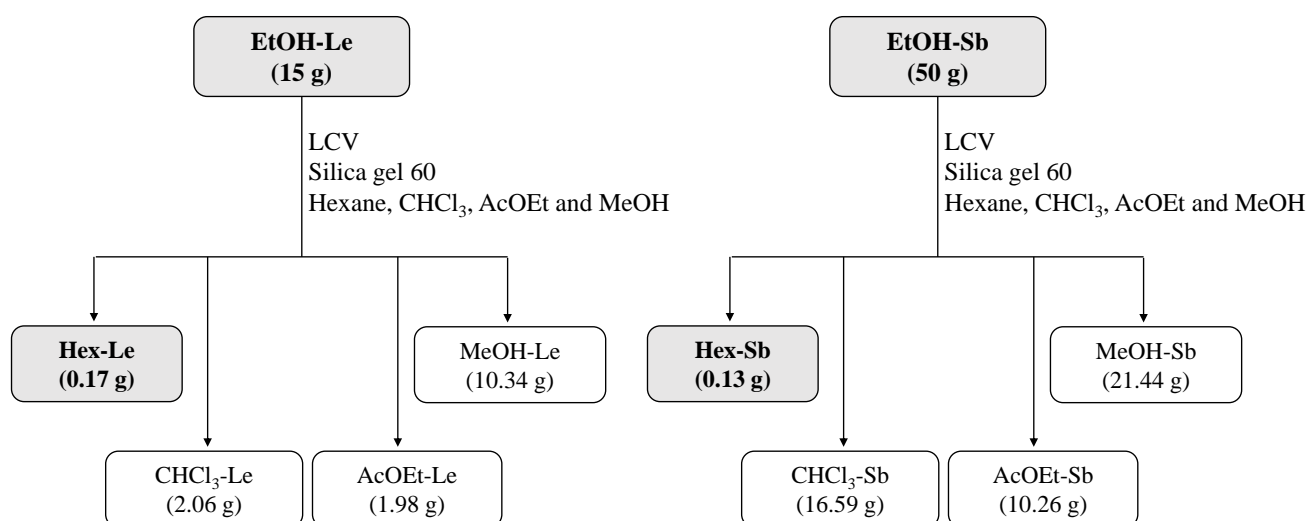 EtOH-Le
(15 g)
LCV
Silica gel 60
Hexane, CHCl₃, AcOEt and MeOH
Hex-Le
(0.17 g)
MeOH-Le
(10.34 g)
CHCl₃-Le
(2.06 g)
AcOEt-Le
(1.98 g)
EtOH-Sb
(50 g)
LCV
Silica gel 60
Hexane, CHCl₃, AcOEt and MeOH
Hex-Sb
(0.13 g)
MeOH-Sb
(21.44 g)
CHCl₃-Sb
(16.59 g)
AcOEt-Sb
(10.26 g)